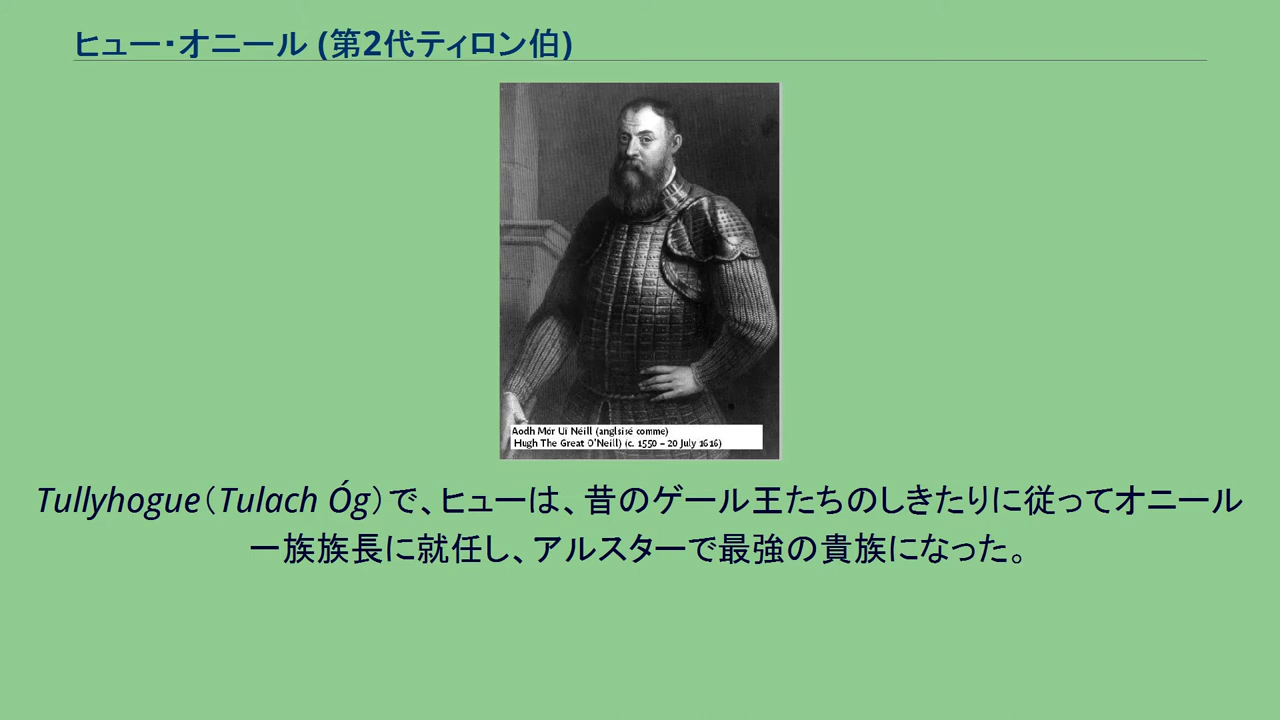 ヒュー・オニール (第2代ティロン伯)
Aodh Mór Uí Néill (anglsisé comme)
Hugh The Great O'Neill) (c. 1550 – 20 July 1616)
Tullyhogue（Tulach Óg）で、ヒューは、昔のゲール王たちのしきたりに従ってオニール
一族族長に就任し、アルスターで最強の貴族になった。